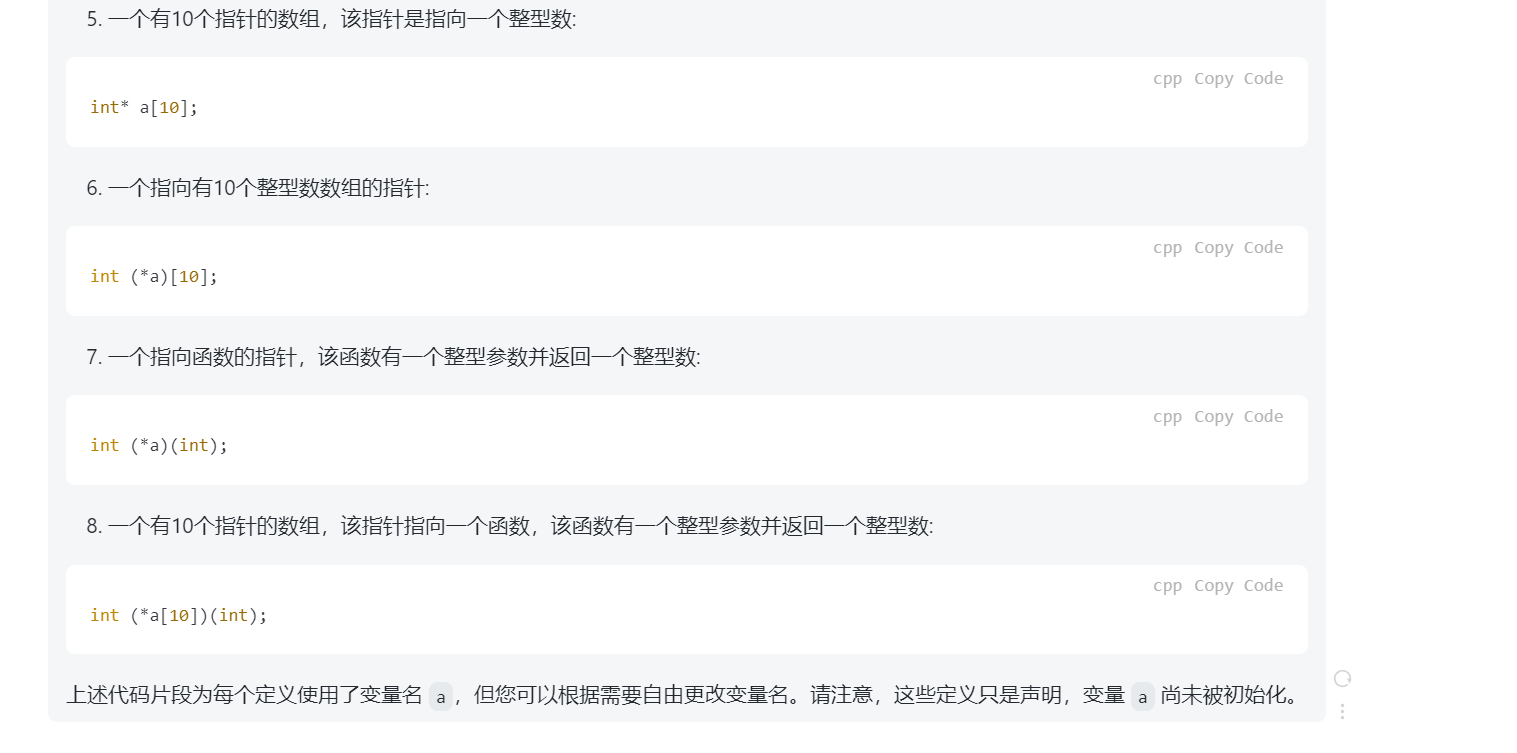 5. 一个有10个指针的数组，该指针是指向一个整型数:
cpp Copy Code
int* a[10];
6. 一个指向有10个整型数数组的指针:
cpp Copy Code
int (*a)[10];
7. 一个指向函数的指针，该函数有一个整型参数并返回一个整型数:
cpp Copy Code
int (*a)(int);
8. 一个有10个指针的数组，该指针指向一个函数，该函数有一个整型参数并返回一个整型数:
cpp Copy Code
int (*a[10])(int);
上述代码片段为每个定义使用了变量名 a，但您可以根据需要自由更改变量名。请注意，这些定义只是声明，变量 a 尚未被初始化。